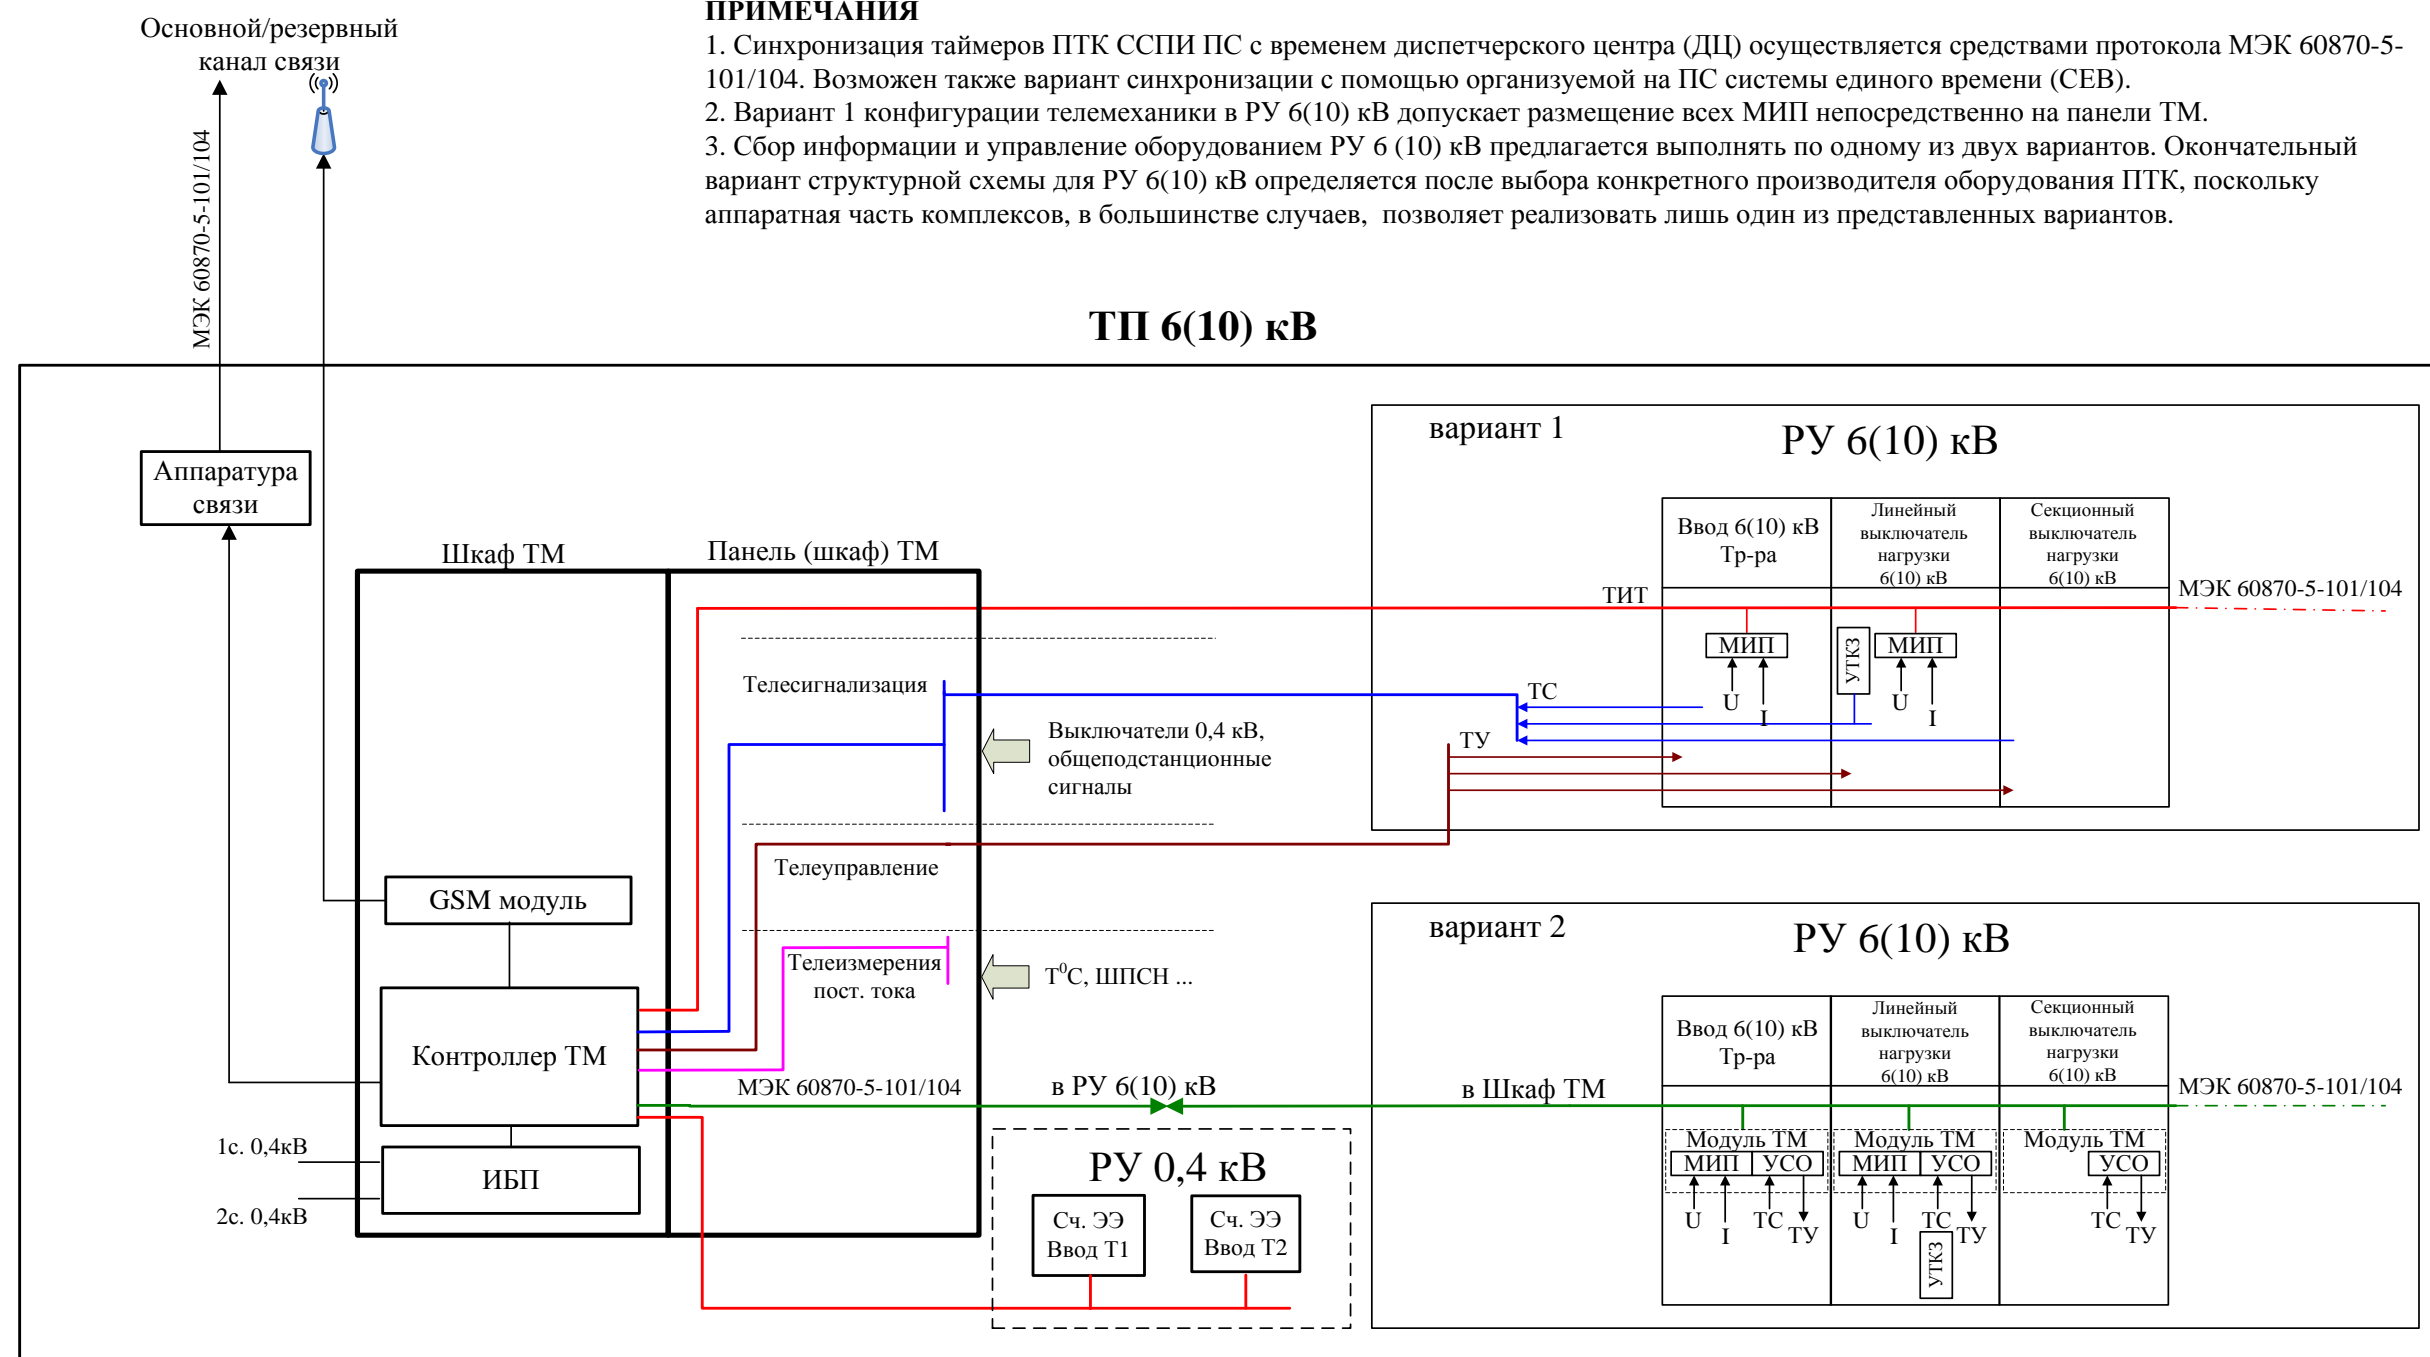 Основной/резервный
канал связи
МЭК 60870-5-101/104
ПРИМЕЧАНИЯ
1. Синхронизация таймеров ПТК ССПИ ПС с временем диспетчерского центра (ДЦ) осуществляется средствами протокола МЭК 60870-5-
101/104. Возможен также вариант синхронизации с помощью организуемой на ПС системы единого времени (СЕВ).
2. Вариант 1 конфигурации телемеханики в РУ 6(10) кВ допускает размещение всех МИП непосредственно на панели ТМ.
3. Сбор информации и управление оборудованием РУ 6 (10) кВ предлагается выполнять по одному из двух вариантов. Окончательный
вариант структурной схемы для РУ 6(10) кВ определяется после выбора конкретного производителя оборудования ПТК, поскольку
аппаратная часть комплексов, в большинстве случаев, позволяет реализовать лишь один из представленных вариантов.
ТП 6(10) кВ
Аппаратура
связи
Шкаф ТМ
Панель (шкаф) ТМ
Телесигнализация
Выключатели 0,4 кВ,
общеподстанционные
сигналы
Телеуправление
GSM модуль
Телеизмерения
пост. тока
T⁰C, ШПСН ...
Контроллер ТМ
МЭК 60870-5-101/104
в РУ 6(10) кВ
1с. 0,4кВ
2с. 0,4кВ
ИБП
РУ 0,4 кВ
Сч. ЭЭ
Ввод Т1
Сч. ЭЭ
Ввод Т2
вариант 1
РУ 6(10) кВ
Ввод 6(10) кВ
Тр-ра
Линейный
выключатель
нагрузки
6(10) кВ
Секционный
выключатель
нагрузки
6(10) кВ
ТИТ
МЭК 60870-5-101/104
МИП
УТКЗ
МИП
U
I
U
I
ТС
ТУ
вариант 2
РУ 6(10) кВ
Ввод 6(10) кВ
Тр-ра
Линейный
выключатель
нагрузки
6(10) кВ
Секционный
выключатель
нагрузки
6(10) кВ
в Шкаф ТМ
МЭК 60870-5-101/104
Модуль ТМ
МИП УСО
U I ТС ТУ
Модуль ТМ
МИП УСО
U I ТС ТУ
УТКЗ
Модуль ТМ
УСО
ТС ТУ